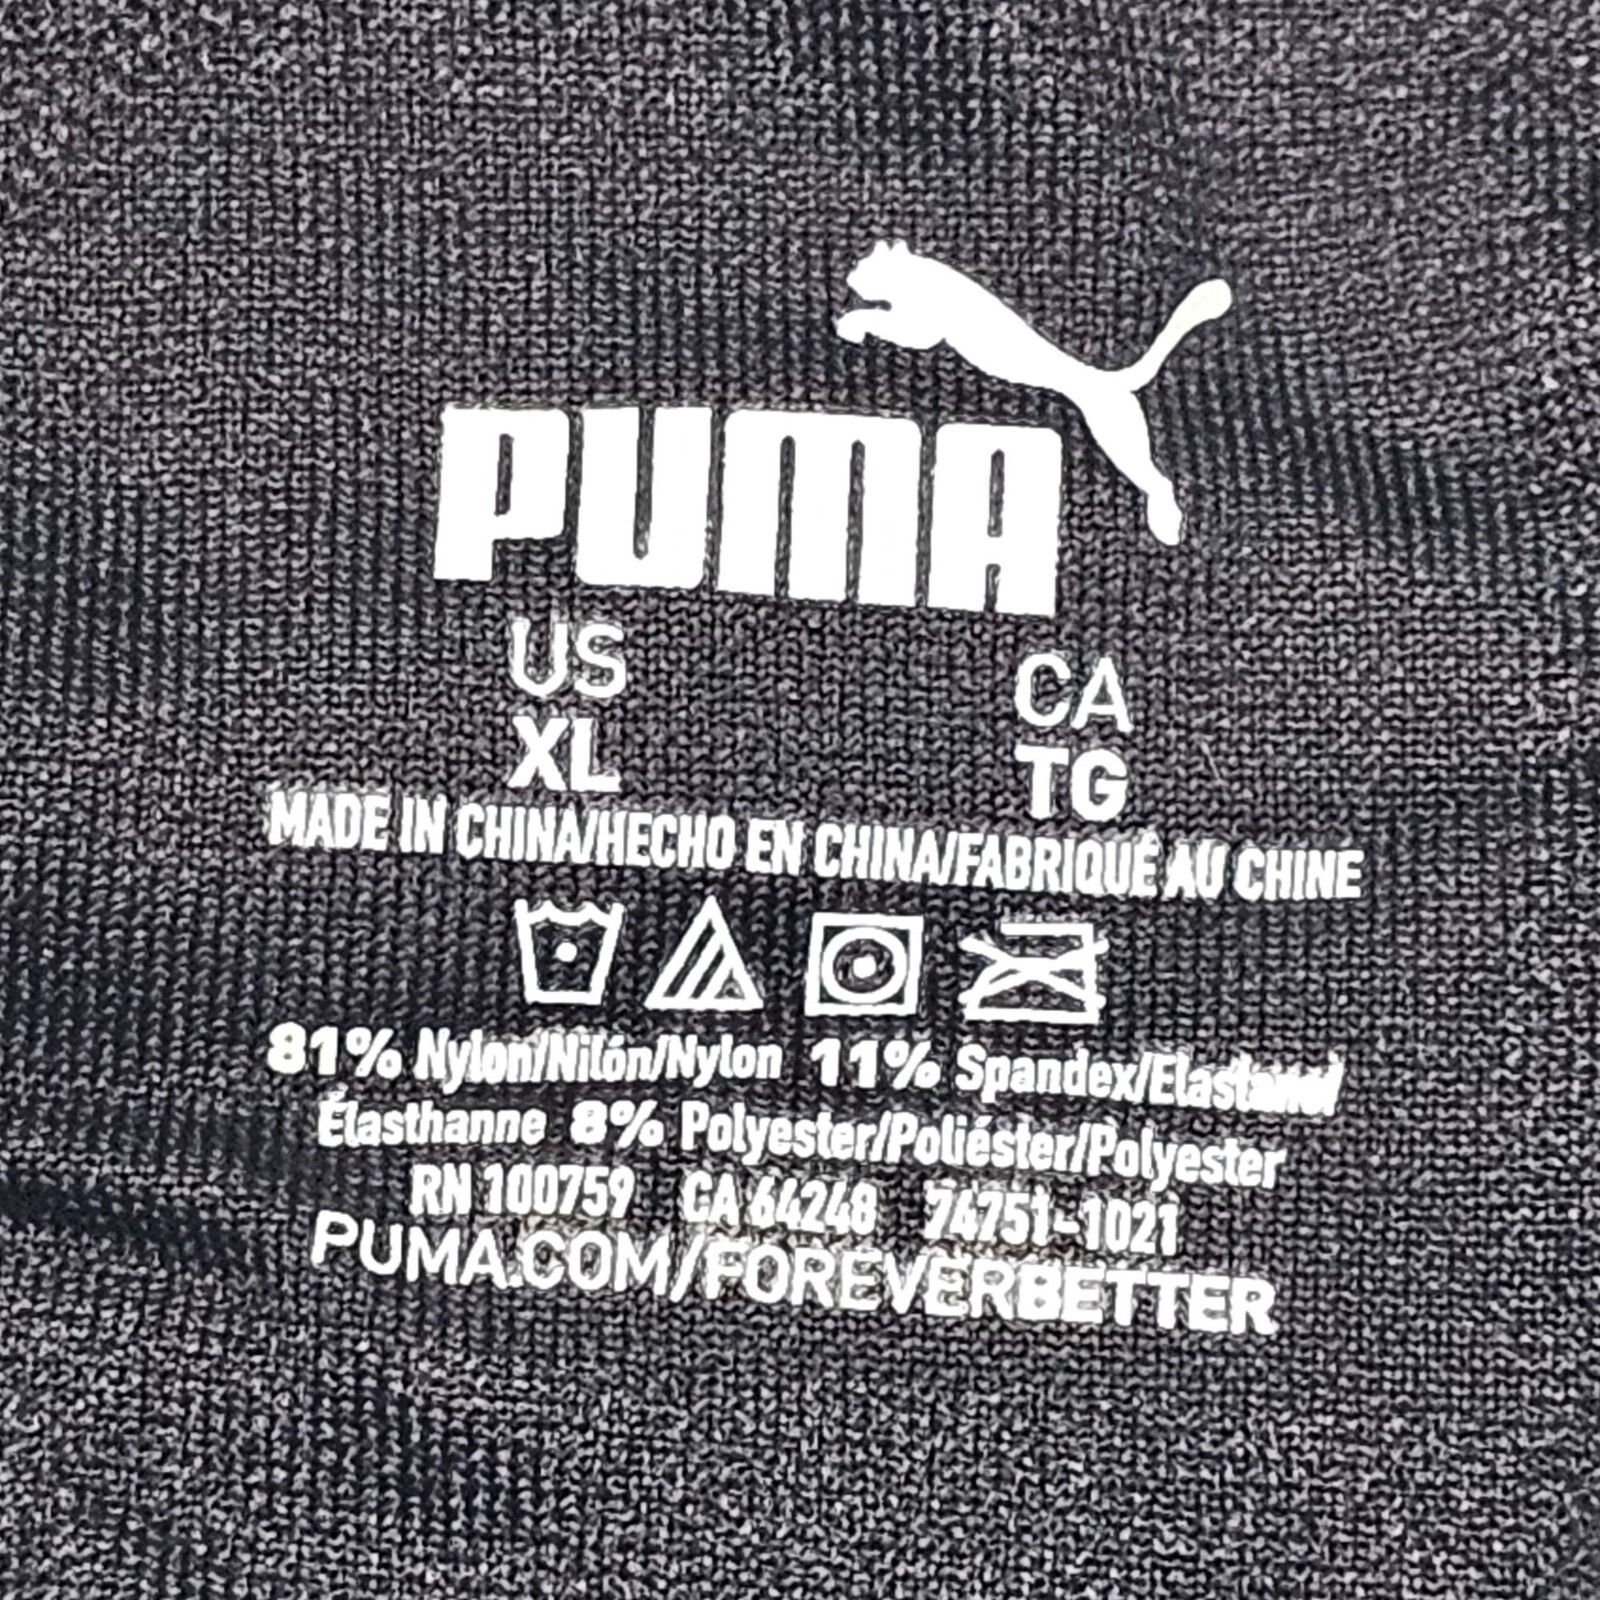 PUMA
US CA
XL TG
MADE IN CHINA/HECHO EN CHINA/FABRIQUÉ AU CHINE
81% Nylon/Nilón/Nylon 11% Spandex/Elastano/
Élasthanne 8% Polyester/Poliéster/Polyester
RN 100759 CA 64248 74751-1021
PUMA.COM/FOREVERBETTER